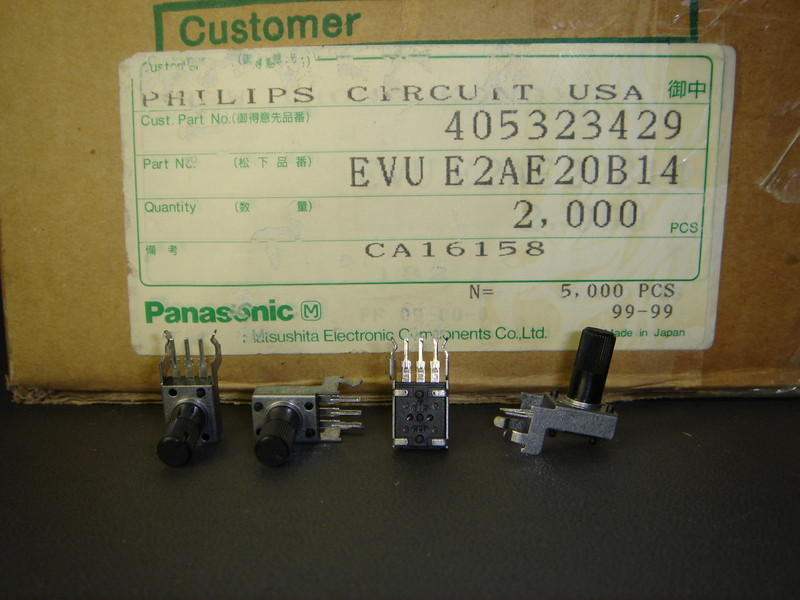 Customer
Customer
PHILIPS CIRCUIT USA 御中
Cust. Part No.(御得意先品番) 405323429
Part No. (松下品番) EVU E2AE20B14
Quantity (数 量) 2,000 PCS
備考 CA16158
N= 5,000 PCS
Panasonic M 99-99
Matsushita Electronic Components Co.,Ltd. Made in Japan